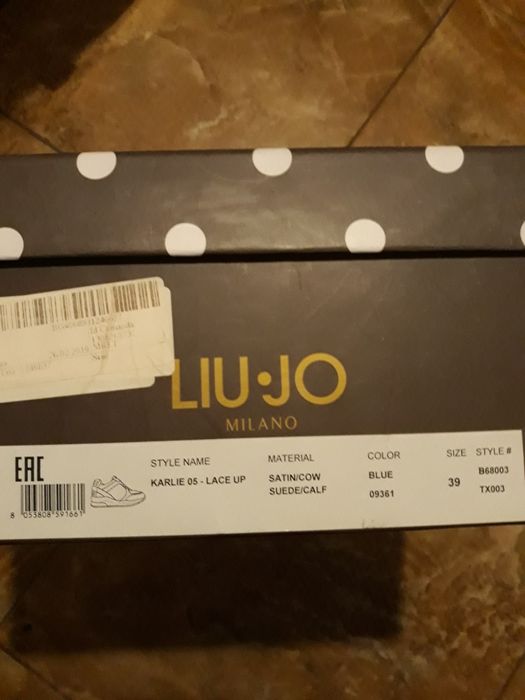 LIU·JO
MILANO
EAC
STYLE NAME MATERIAL COLOR SIZE STYLE #
KARLIE 05 - LACE UP SATIN/COW BLUE 39 B68003
SUEDE/CALF 09361 TX003
8 053808 591661